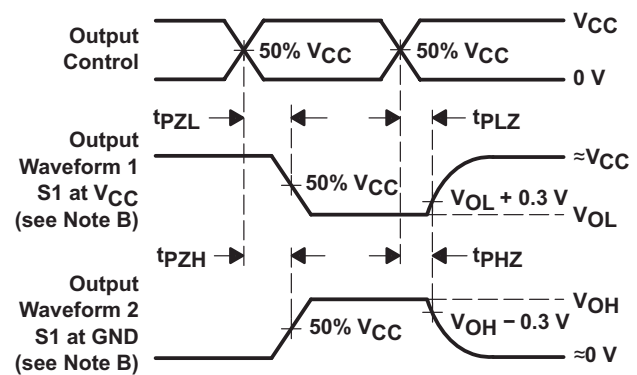 Output
Control
50% VCC
50% VCC
VCC
0 V
tPZL
tPLZ
Output
Waveform 1
S1 at VCC
(see Note B)
50% VCC
≈VCC
VOL + 0.3 V
VOL
tPZH
tPHZ
Output
Waveform 2
S1 at GND
(see Note B)
50% VCC
VOH
VOH − 0.3 V
≈0 V